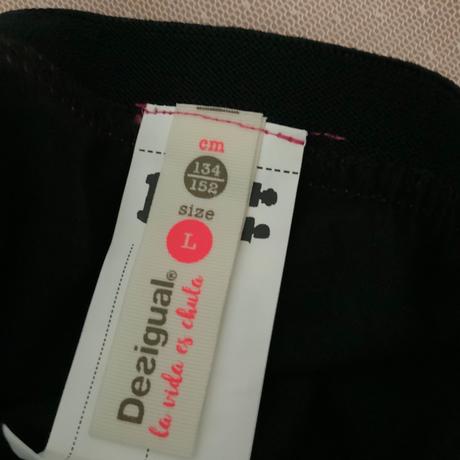 cm
134
152
size
L
Desigual®
la vida es chula